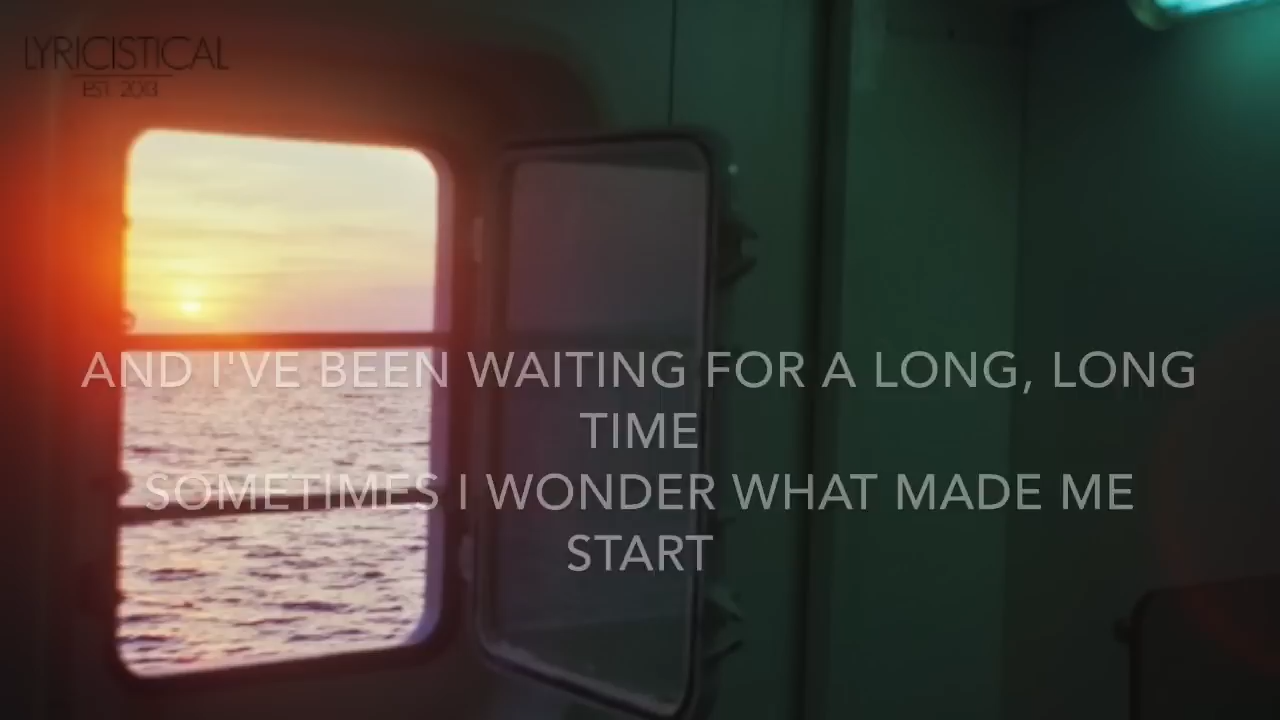 LYRICISTICAL
EST. 2013
AND I'VE BEEN WAITING FOR A LONG, LONG
TIME
SOMETIMES I WONDER WHAT MADE ME
START